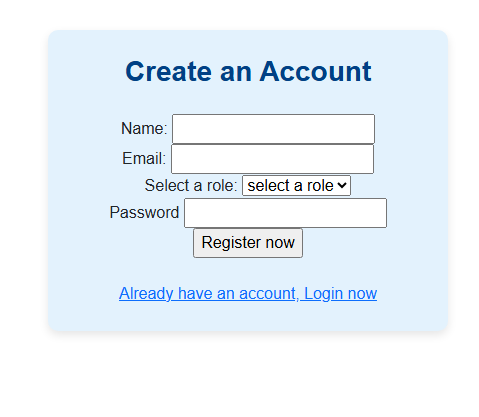 Create an Account
Name:
Email:
Select a role: select a role
Password
Register now
Already have an account, Login now